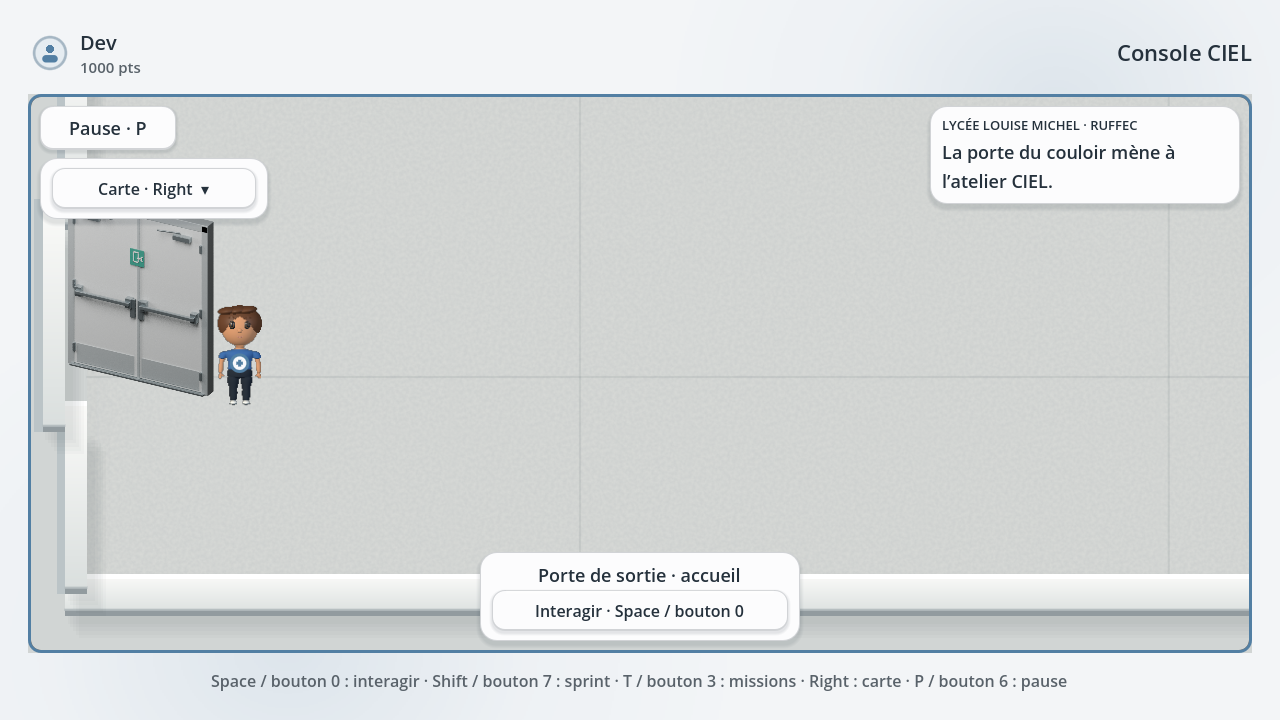 Dev
1000 pts
Console CIEL
Pause · P
Carte · Right ▾
LYCÉE LOUISE MICHEL · RUFFEC
La porte du couloir mène à
l’atelier CIEL.
Porte de sortie · accueil
Interagir · Space / bouton 0
Space / bouton 0 : interagir · Shift / bouton 7 : sprint · T / bouton 3 : missions · Right : carte · P / bouton 6 : pause